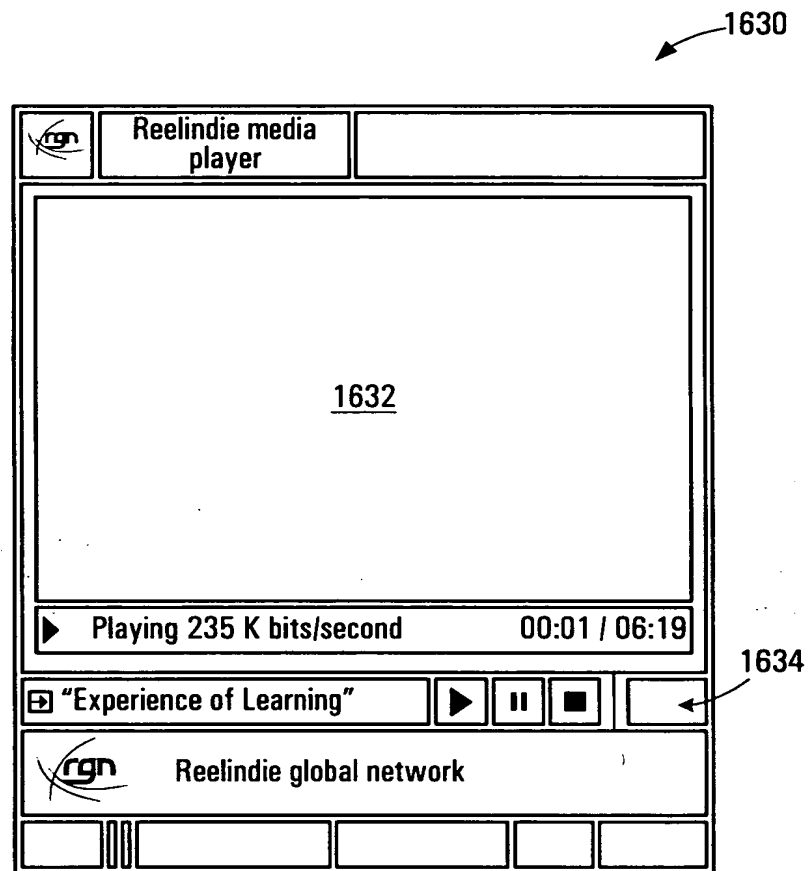 1630
rgn
Reelindie media
player
1632
Playing 235 K bits/second 00:01 / 06:19
1634
"Experience of Learning"
rgn
Reelindie global network